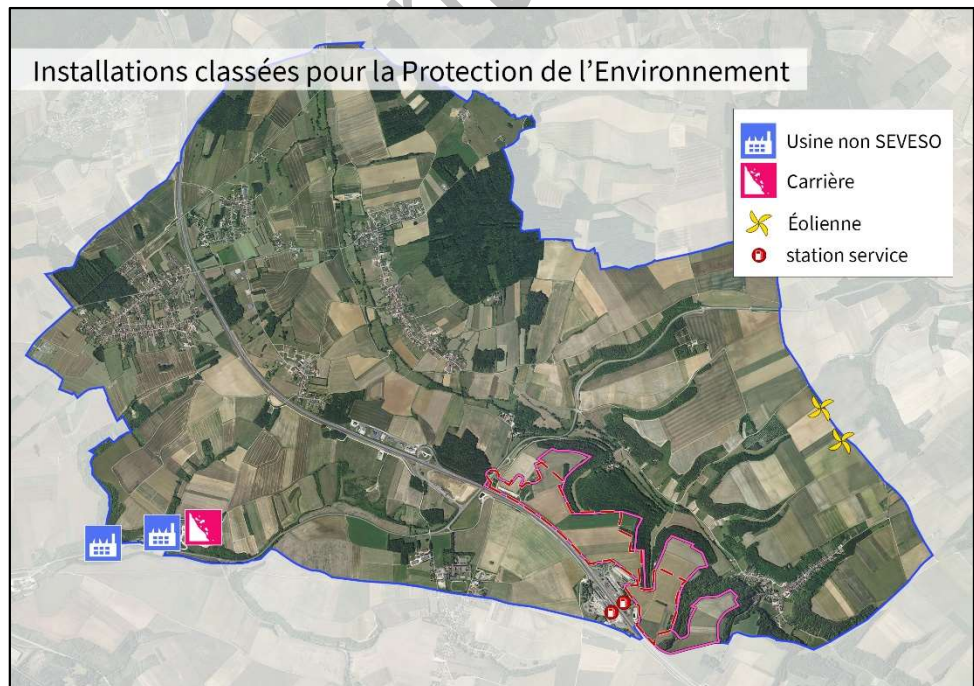 Installations classées pour la Protection de l'Environnement
Usine non SEVESO
Carrière
Éolienne
station service